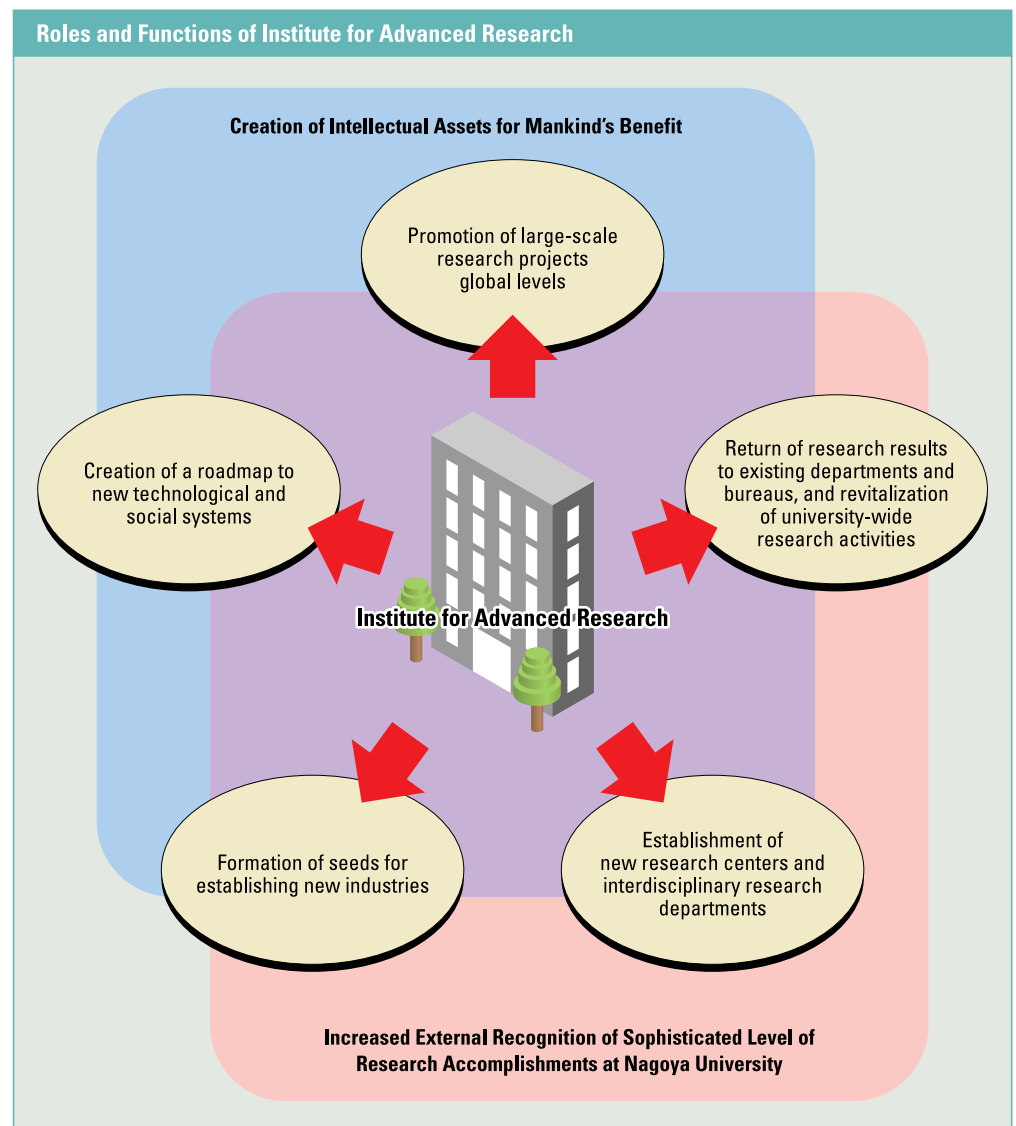 Roles and Functions of Institute for Advanced Research
Creation of Intellectual Assets for Mankind's Benefit
Promotion of large-scale
research projects
global levels
Creation of a roadmap to
new technological and
social systems
Return of research results
to existing departments and
bureaus, and revitalization
of university-wide
research activities
Institute for Advanced Research
Formation of seeds for
establishing new industries
Establishment of
new research centers and
interdisciplinary research
departments
Increased External Recognition of Sophisticated Level of
Research Accomplishments at Nagoya University